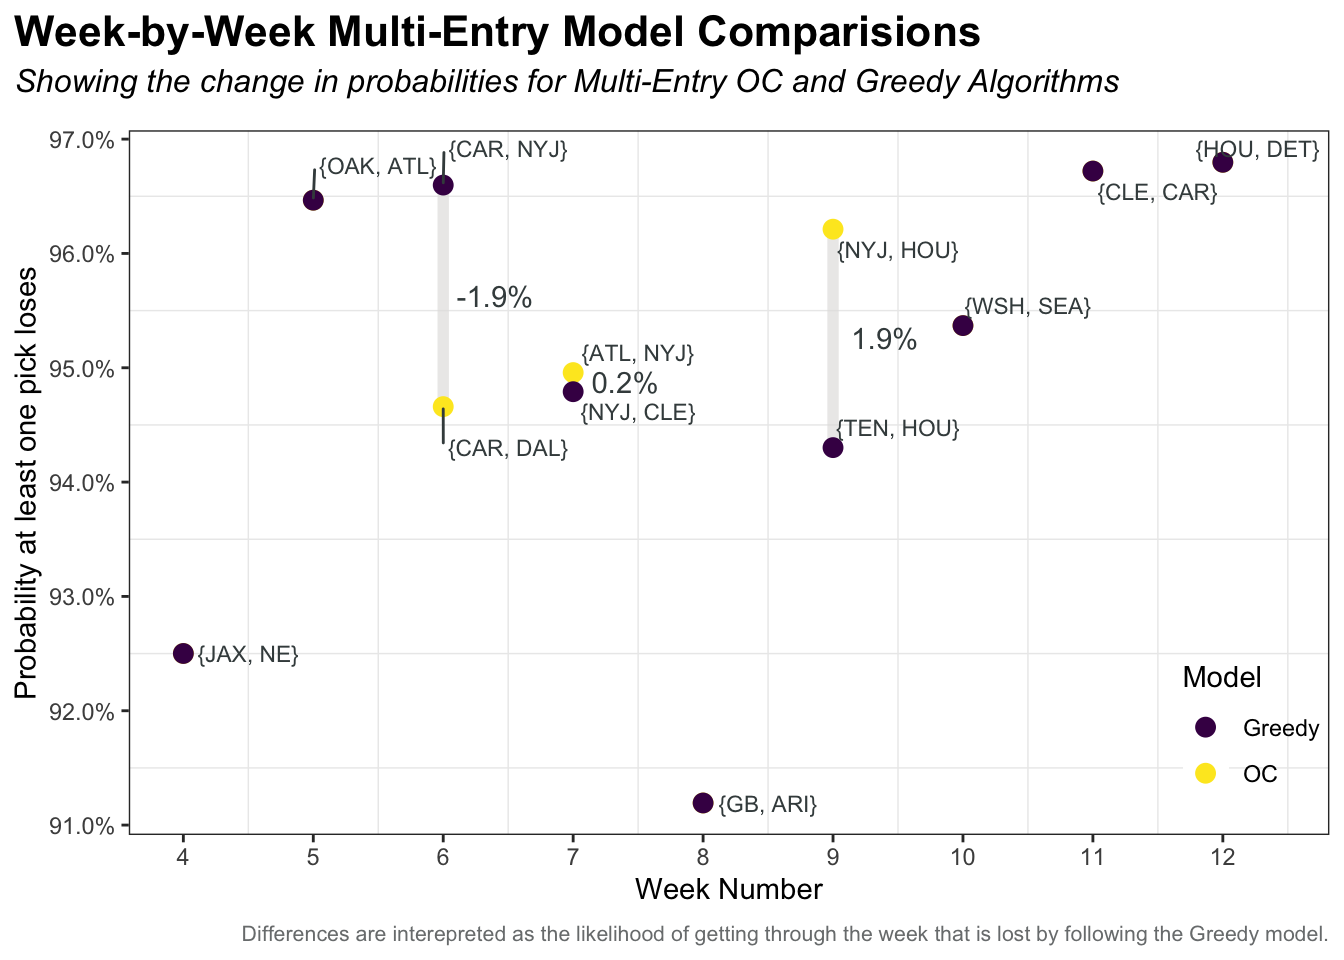 Week-by-Week Multi-Entry Model Comparisions
Showing the change in probabilities for Multi-Entry OC and Greedy Algorithms
Probability at least one pick loses
97.0%
96.0%
95.0%
94.0%
93.0%
92.0%
91.0%
{OAK, ATL}
{CAR, NYJ}
{HOU, DET}
{CLE, CAR}
{NYJ, HOU}
-1.9%
{WSH, SEA}
1.9%
{ATL, NYJ}
0.2%
{NYJ, CLE}
{TEN, HOU}
{CAR, DAL}
{JAX, NE}
{GB, ARI}
Model
Greedy
OC
4 5 6 7 8 9 10 11 12
Week Number
Differences are interepreted as the likelihood of getting through the week that is lost by following the Greedy model.